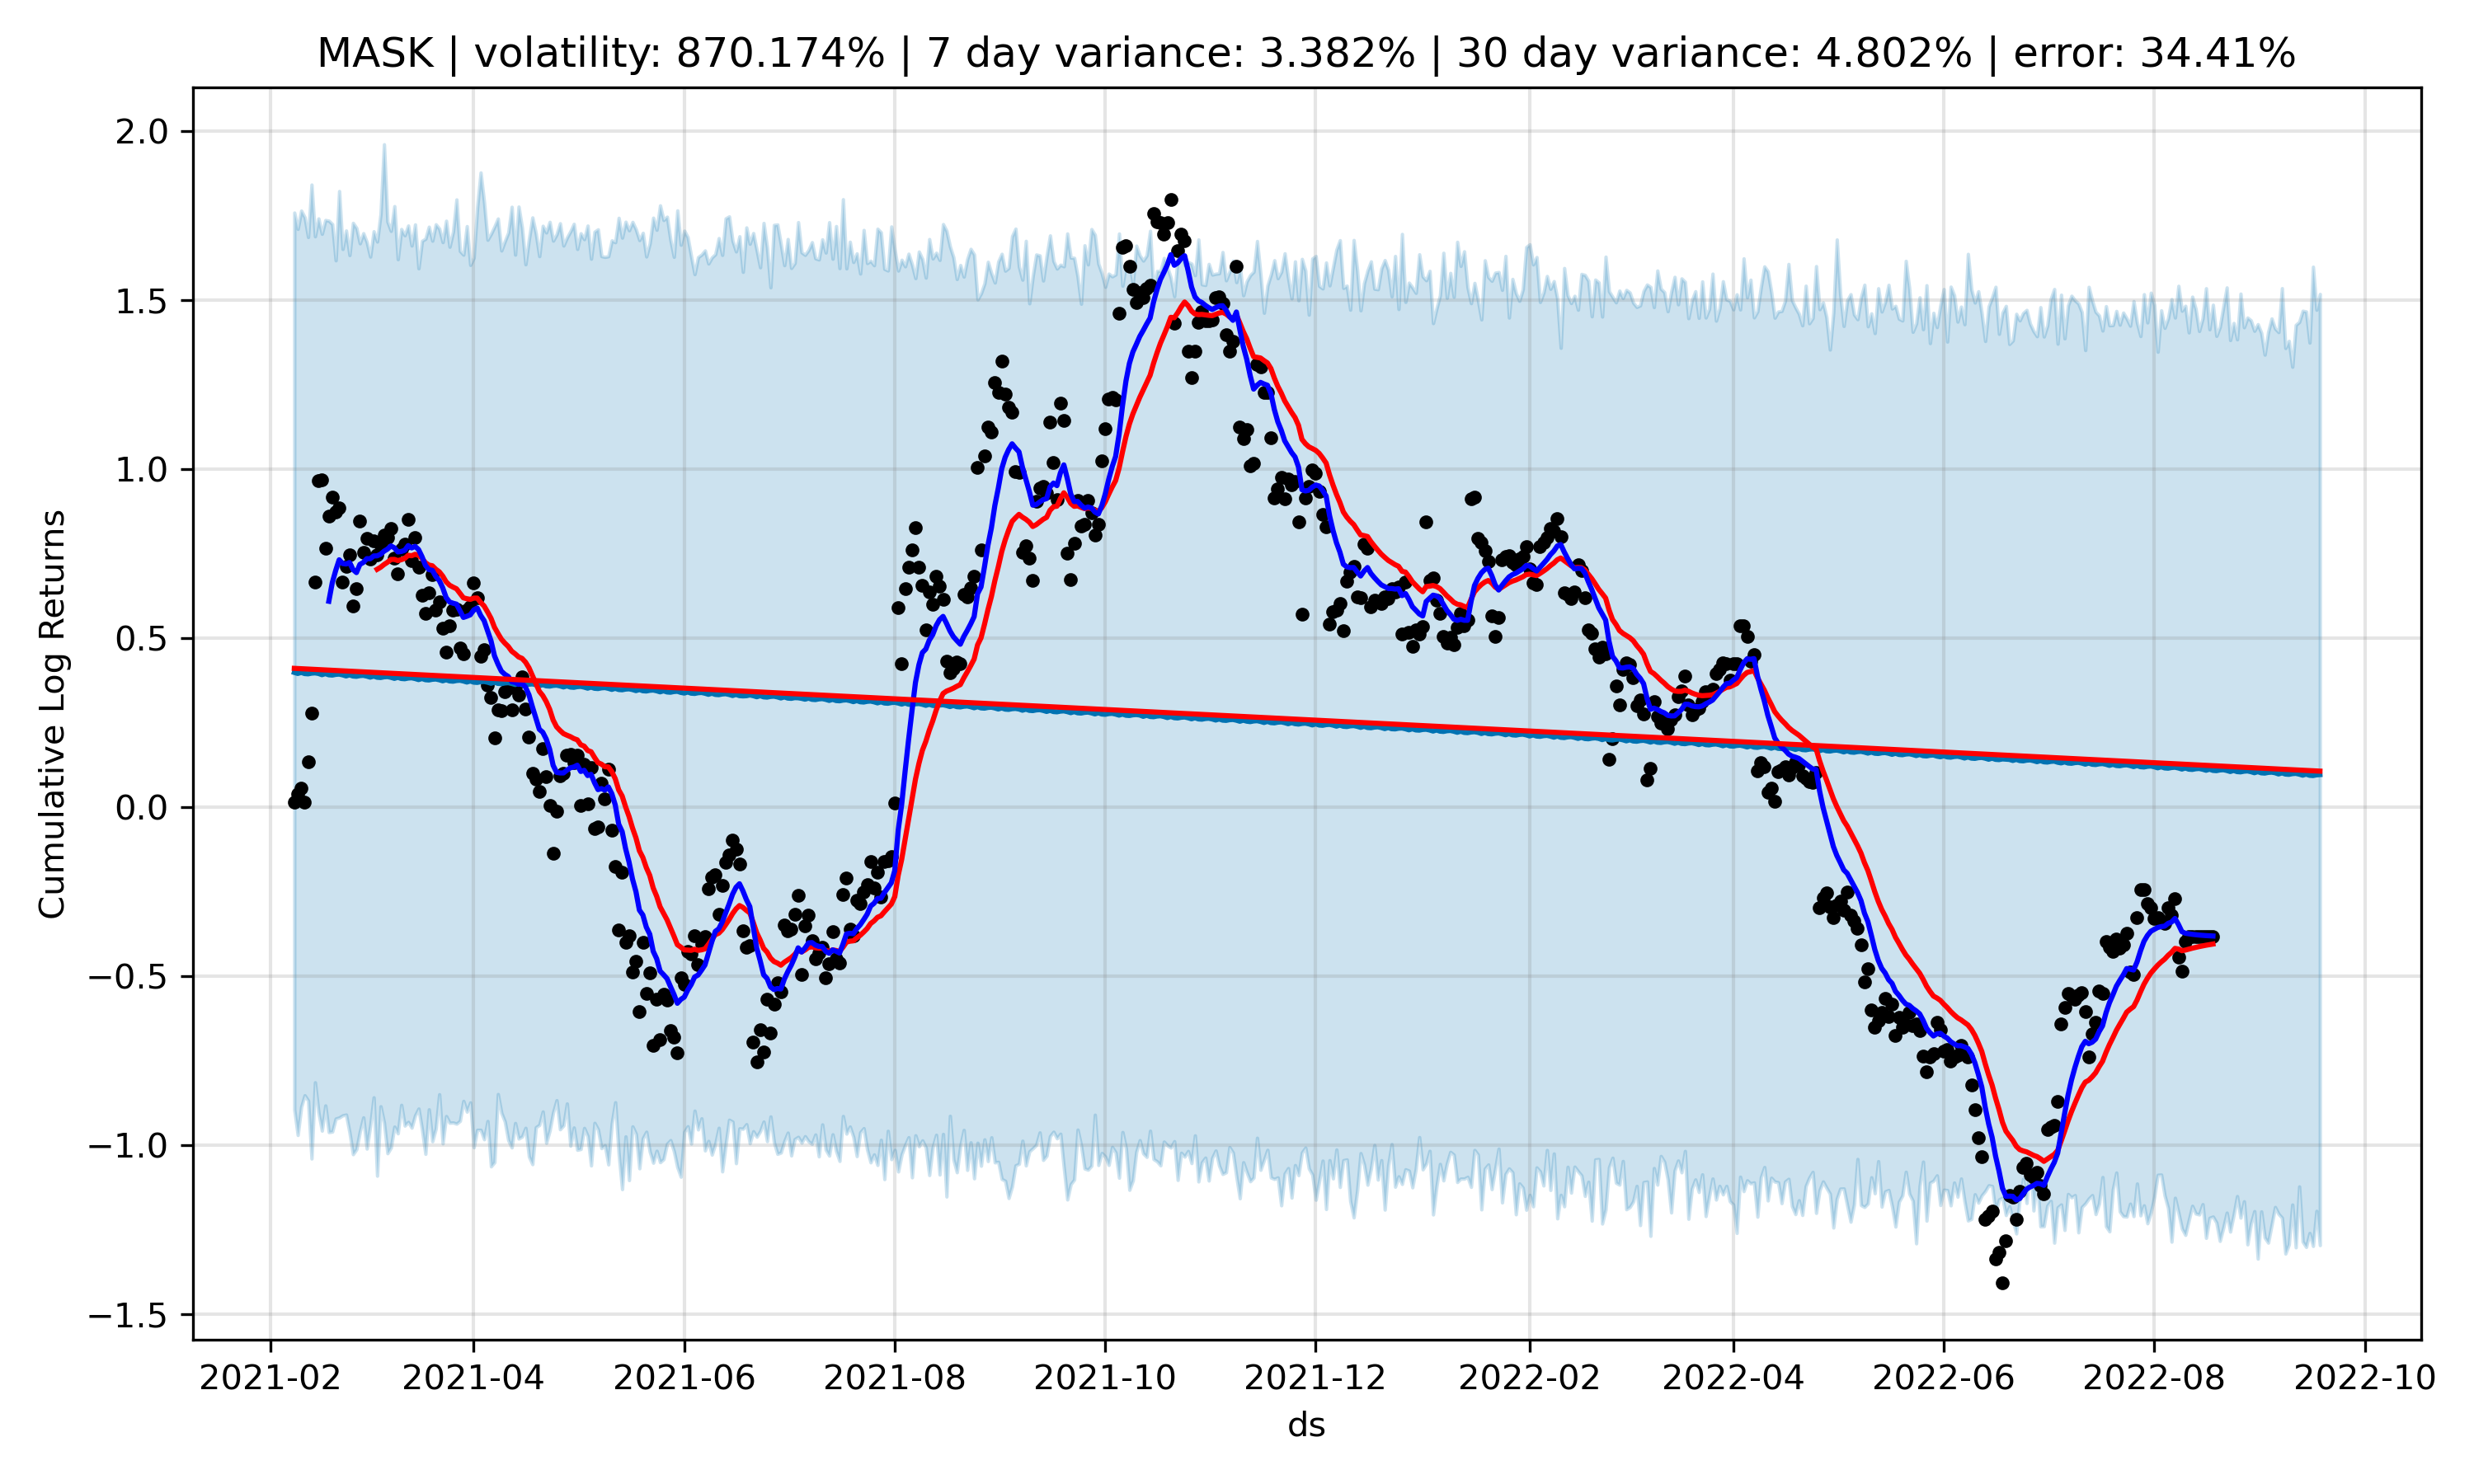 MASK | volatility: 870.174% | 7 day variance: 3.382% | 30 day variance: 4.802% | error: 34.41%
Cumulative Log Returns
2.0
1.5
1.0
0.5
0.0
−0.5
−1.0
−1.5
2021-02 2021-04 2021-06 2021-08 2021-10 2021-12 2022-02 2022-04 2022-06 2022-08 2022-10
ds